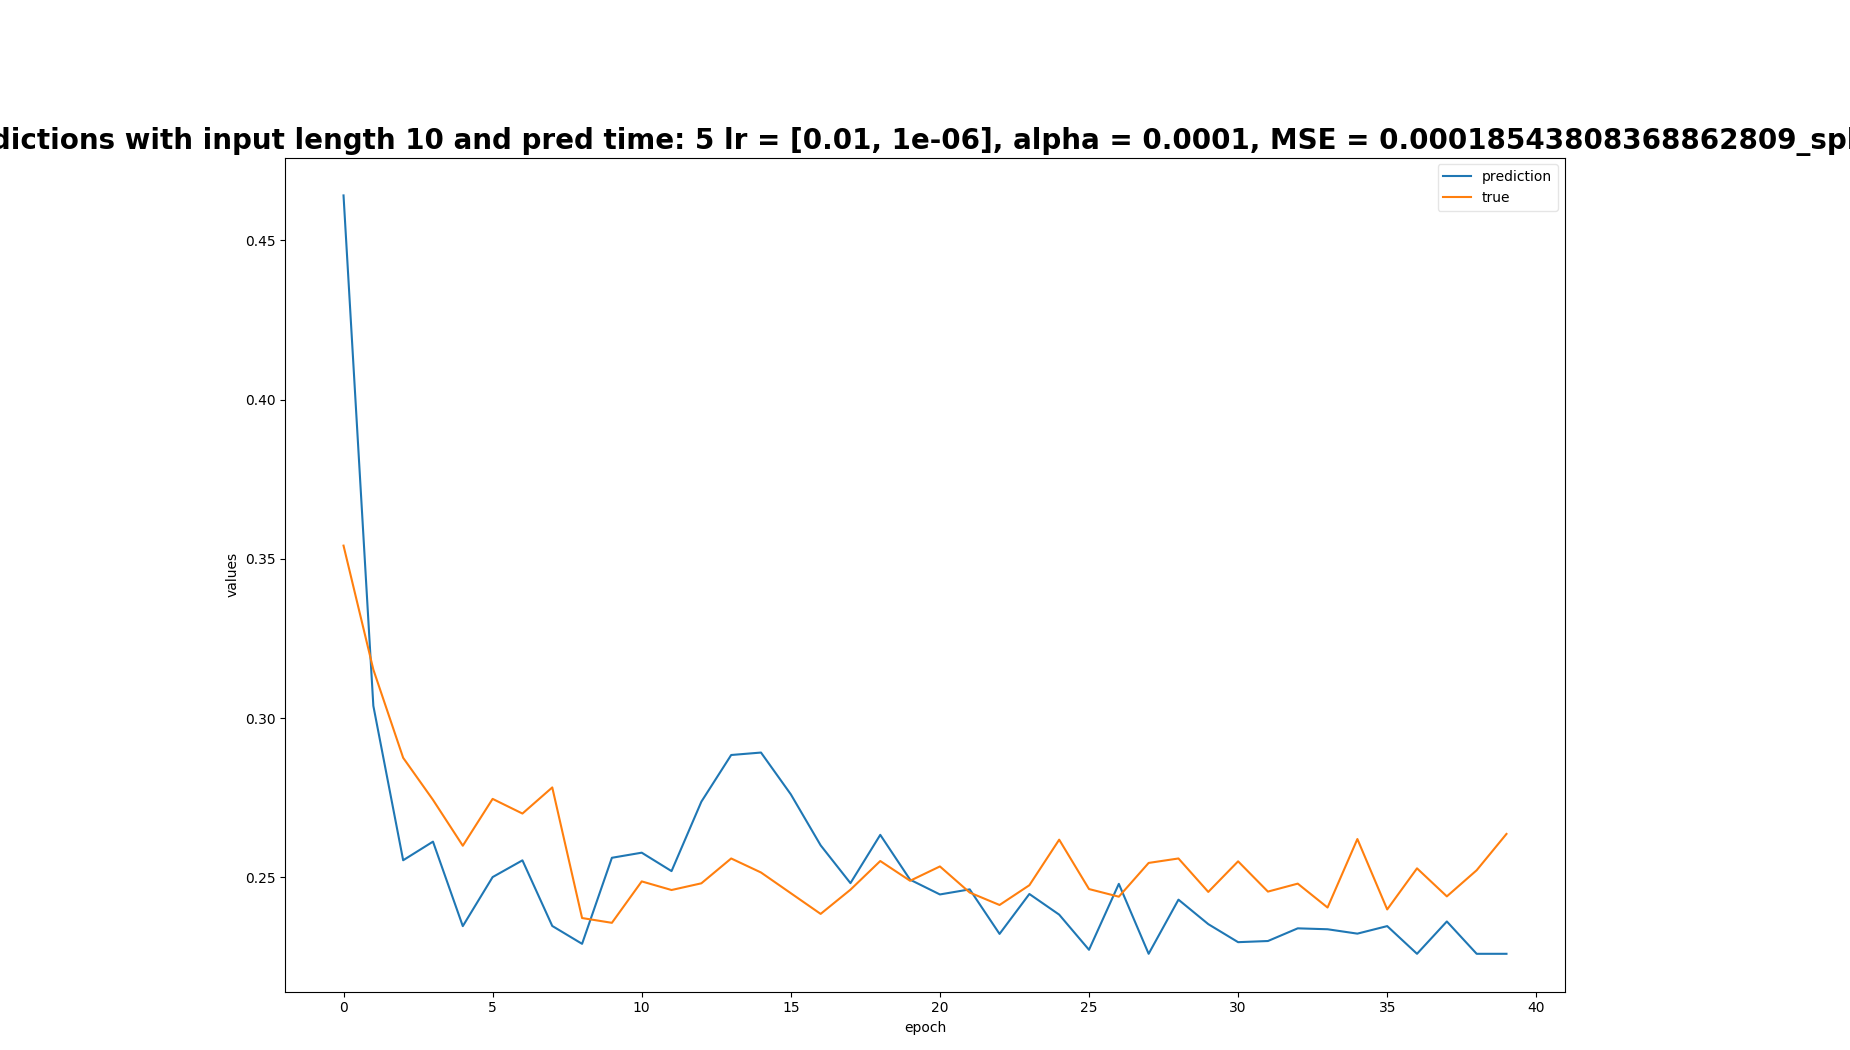 with input length 10 and pred time: 5 lr = [0.01, 1e-06], alpha = 0.0001, MSE = 0.00018543808368862809_
prediction
true
0.45
0.40
0.35
0.30
0.25
values
0 5 10 15 20 25 30 35 40
epoch